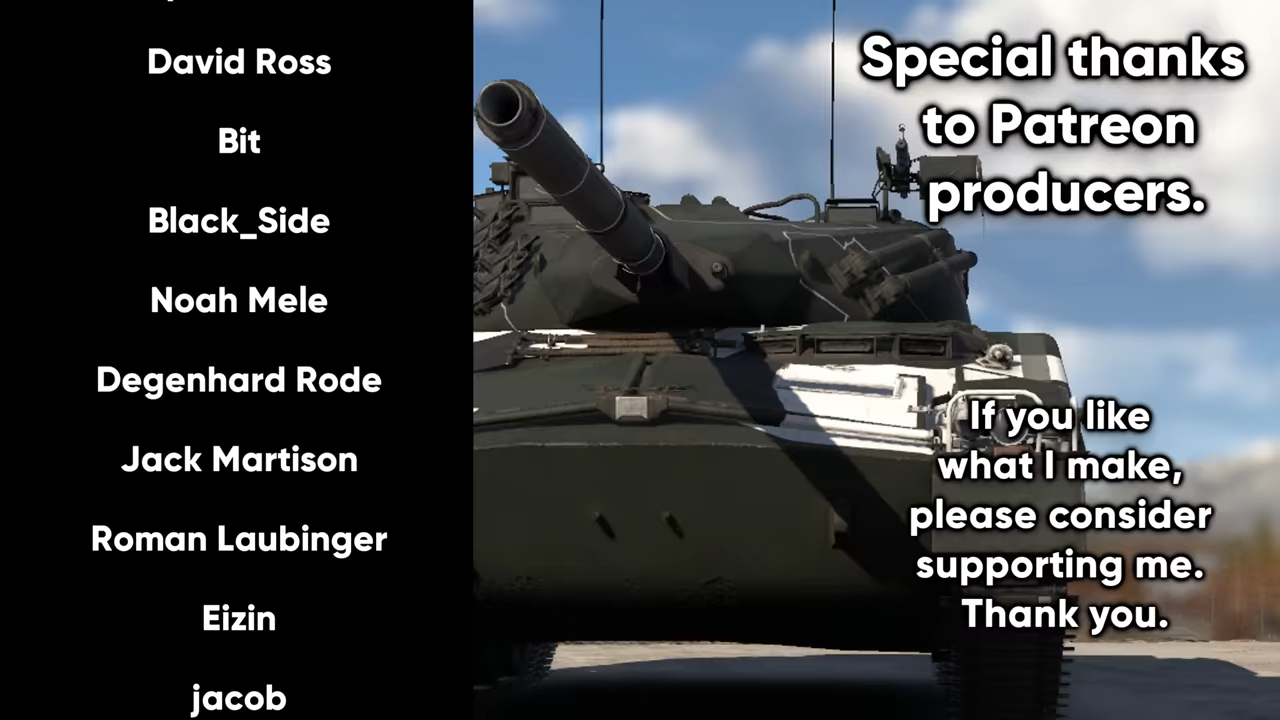 David Ross
Bit
Black_Side
Noah Mele
Degenhard Rode
Jack Martison
Roman Laubinger
Eizin
jacob
Special thanks
to Patreon
producers.
If you like
what I make,
please consider
supporting me.
Thank you.